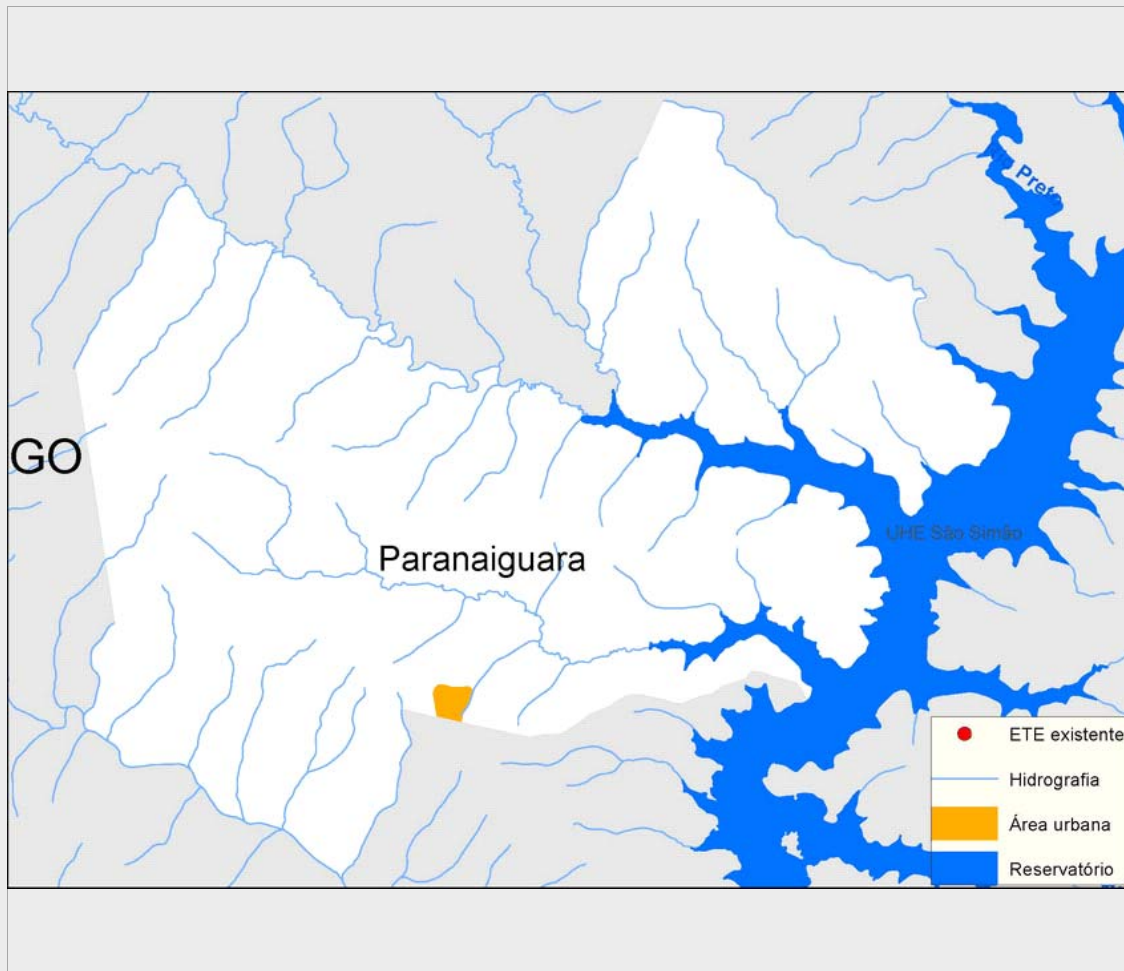 Rio Preto
GO
UHE São Simão
Paranaiguara
ETE existente
Hidrografia
Área urbana
Reservatório